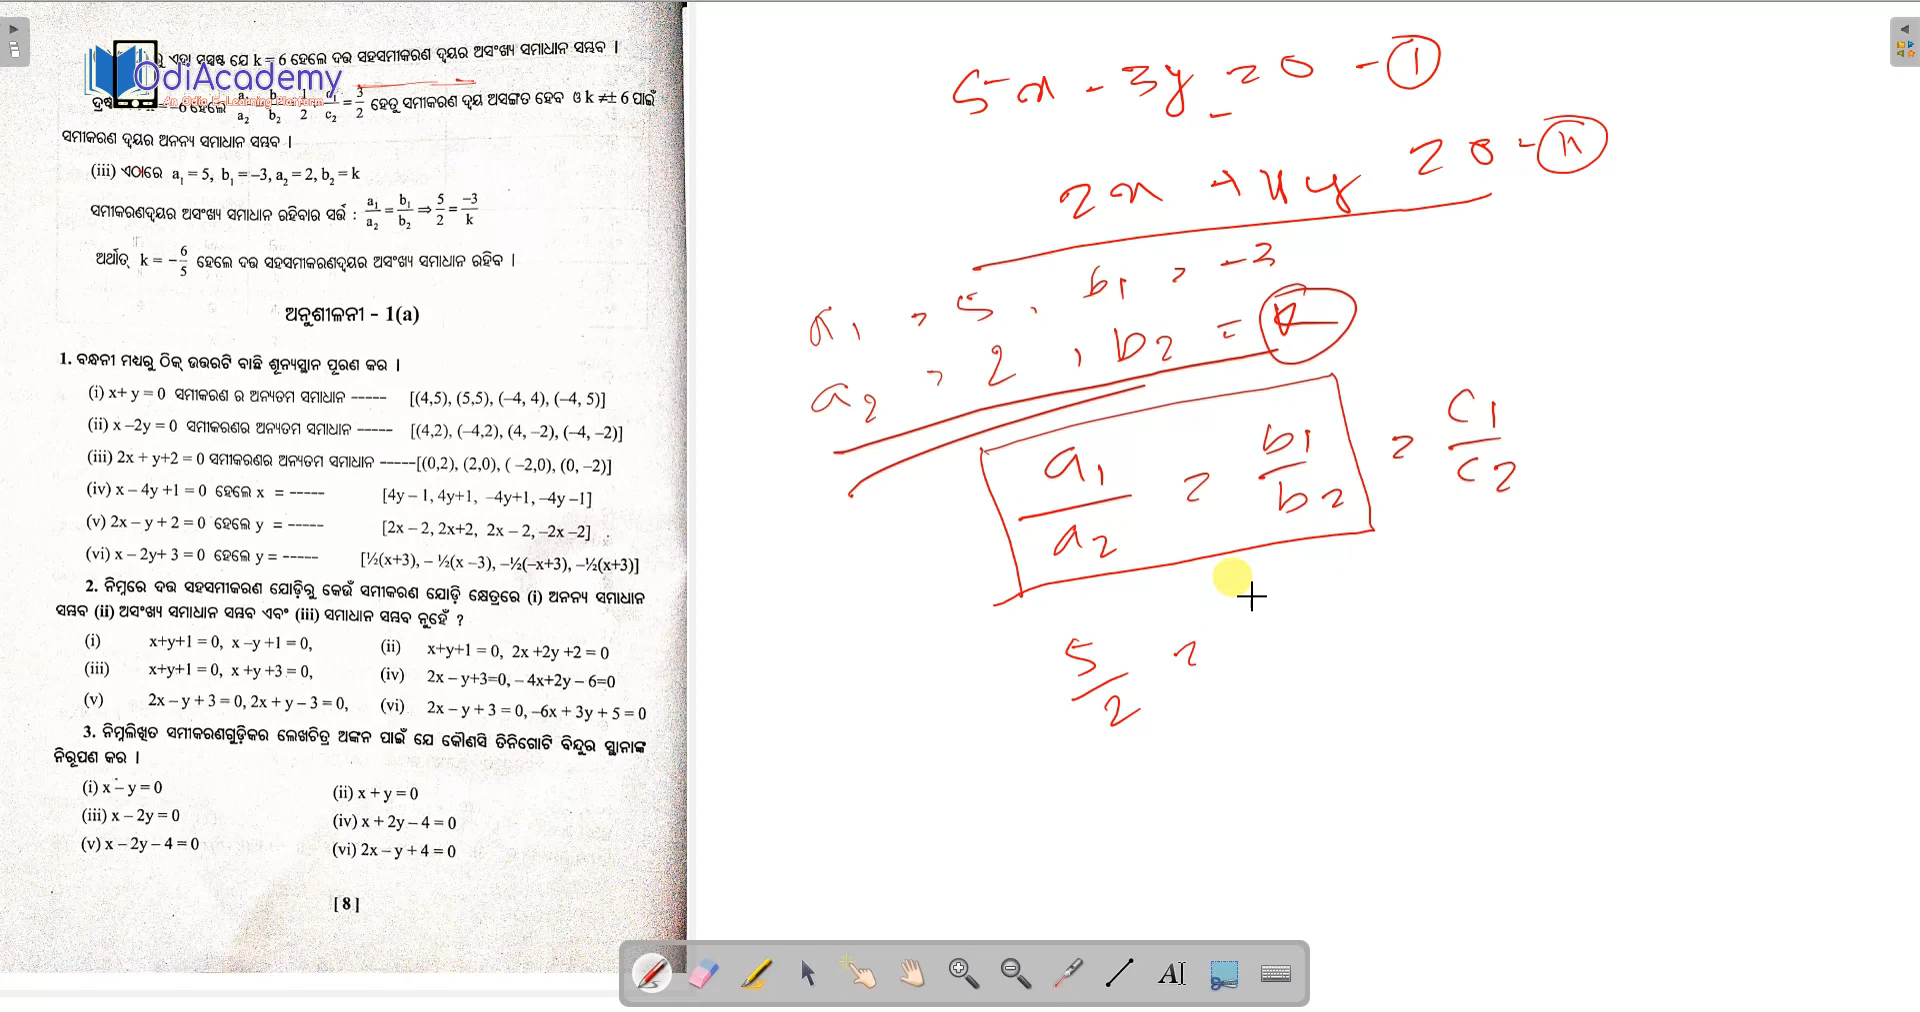 ଏହା ସୁସ୍ପଷ୍ଟ ଯେ k = 6 ହେଲେ ଦତ୍ତ ସହସମୀକରଣ ଦ୍ୱୟର ଅସଂଖ୍ୟ ସମାଧାନ ସମ୍ଭବ ।
OdiAcademy
An Odia E-Learning Platform
–6 ହେଲେ a₁/a₂ b₁/b₂ 1/2 c₁/c₂ = 3/2 ହେତୁ ସମୀକରଣ ଦ୍ୱୟ ଅସଙ୍ଗତ ହେବ ଓ k ≠ ± 6 ପାଇଁ
ସମୀକରଣ ଦ୍ୱୟର ଅନନ୍ୟ ସମାଧାନ ସମ୍ଭବ ।
(iii) ଏଠାରେ a₁ = 5, b₁ = –3, a₂ = 2, b₂ = k
ସମୀକରଣଦ୍ୱୟର ଅସଂଖ୍ୟ ସମାଧାନ ରହିବାର ସର୍ତ୍ତ : a₁/a₂ = b₁/b₂ ⇒ 5/2 = –3/k
ଅର୍ଥାତ୍ k = – 6/5 ହେଲେ ଦତ୍ତ ସହସମୀକରଣଦ୍ୱୟର ଅସଂଖ୍ୟ ସମାଧାନ ରହିବ ।
ଅନୁଶୀଳନୀ - 1(a)
1. ବନ୍ଧନୀ ମଧ୍ୟରୁ ଠିକ୍ ଉତ୍ତରଟି ବାଛି ଶୂନ୍ୟସ୍ଥାନ ପୂରଣ କର ।
(i) x+ y = 0 ସମୀକରଣ ର ଅନ୍ୟତମ ସମାଧାନ ----- [(4,5), (5,5), (–4, 4), (–4, 5)]
(ii) x –2y = 0 ସମୀକରଣର ଅନ୍ୟତମ ସମାଧାନ ----- [(4,2), (–4,2), (4, –2), (–4, –2)]
(iii) 2x + y+2 = 0 ସମୀକରଣର ଅନ୍ୟତମ ସମାଧାନ -----[(0,2), (2,0), ( –2,0), (0, –2)]
(iv) x – 4y +1 = 0 ହେଲେ x = ----- [4y – 1, 4y+1, –4y+1, –4y –1]
(v) 2x – y + 2 = 0 ହେଲେ y = ----- [2x – 2, 2x+2, 2x – 2, –2x –2]
(vi) x – 2y+ 3 = 0 ହେଲେ y = ----- [½(x+3), – ½(x –3), –½(–x+3), –½(x+3)]
2. ନିମ୍ନରେ ଦତ୍ତ ସହସମୀକରଣ ଯୋଡ଼ିରୁ କେଉଁ ସମୀକରଣ ଯୋଡ଼ି କ୍ଷେତ୍ରରେ (i) ଅନନ୍ୟ ସମାଧାନ
ସମ୍ଭବ (ii) ଅସଂଖ୍ୟ ସମାଧାନ ସମ୍ଭବ ଏବଂ (iii) ସମାଧାନ ସମ୍ଭବ ନୁହେଁ ?
(i) x+y+1 = 0, x –y +1 = 0, (ii) x+y+1 = 0, 2x +2y +2 = 0
(iii) x+y+1 = 0, x +y +3 = 0, (iv) 2x – y+3=0, – 4x+2y – 6=0
(v) 2x – y + 3 = 0, 2x + y – 3 = 0, (vi) 2x – y + 3 = 0, –6x + 3y + 5 = 0
3. ନିମ୍ନଲିଖିତ ସମୀକରଣଗୁଡ଼ିକର ଲେଖଚିତ୍ର ଅଙ୍କନ ପାଇଁ ଯେ କୌଣସି ତିନିଗୋଟି ବିନ୍ଦୁର ସ୍ଥାନାଙ୍କ
ନିରୂପଣ କର ।
(i) x – y = 0 (ii) x + y = 0
(iii) x – 2y = 0 (iv) x + 2y – 4 = 0
(v) x – 2y – 4 = 0 (vi) 2x – y + 4 = 0
[ 8 ]
5x - 3y = 0 - ①
2x + ky = 0 - ⑪
a₁ = 5, b₁ = -3
a₂ = 2, b₂ = k
a₁/a₂ = b₁/b₂ = c₁/c₂
5/2 =
AI